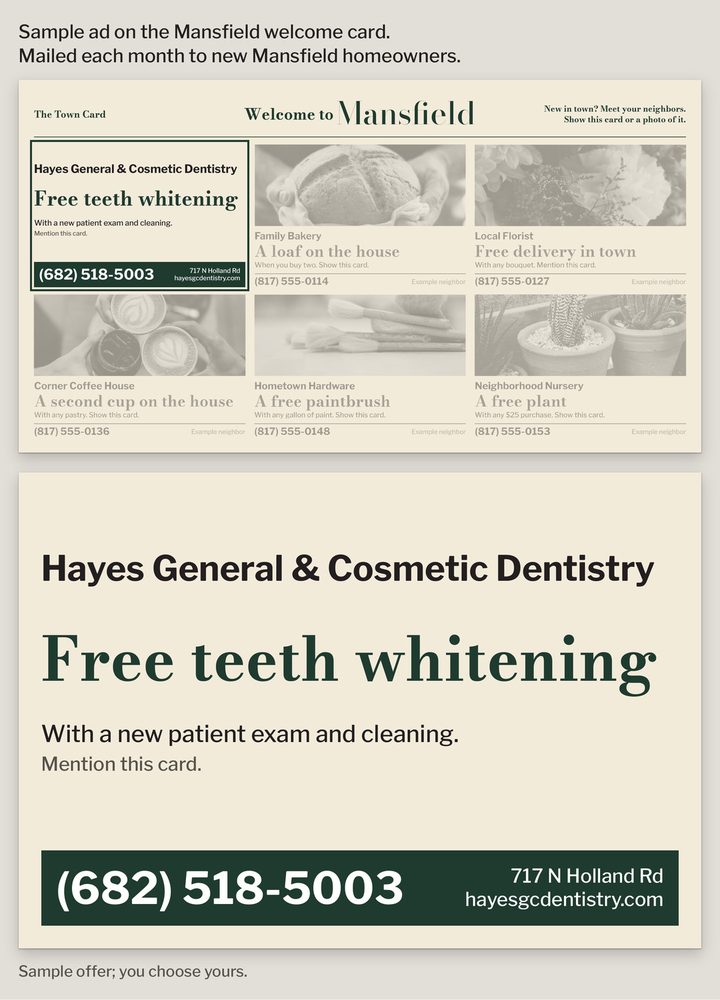 Sample ad on the Mansfield welcome card.
Mailed each month to new Mansfield homeowners.
The Town Card
Welcome to Mansfield
New in town? Meet your neighbors.
Show this card or a photo of it.
Hayes General & Cosmetic Dentistry
Free teeth whitening
With a new patient exam and cleaning.
Mention this card.
(682) 518-5003
717 N Holland Rd
hayesgcdentistry.com
Family Bakery
A loaf on the house
When you buy two. Show this card.
(817) 555-0114
Example neighbor
Local Florist
Free delivery in town
With any bouquet. Mention this card.
(817) 555-0127
Example neighbor
Corner Coffee House
A second cup on the house
With any pastry. Show this card.
(817) 555-0136
Example neighbor
Hometown Hardware
A free paintbrush
With any gallon of paint. Show this card.
(817) 555-0148
Example neighbor
Neighborhood Nursery
A free plant
With any $25 purchase. Show this card.
(817) 555-0153
Example neighbor
Hayes General & Cosmetic Dentistry
Free teeth whitening
With a new patient exam and cleaning.
Mention this card.
(682) 518-5003
717 N Holland Rd
hayesgcdentistry.com
Sample offer; you choose yours.